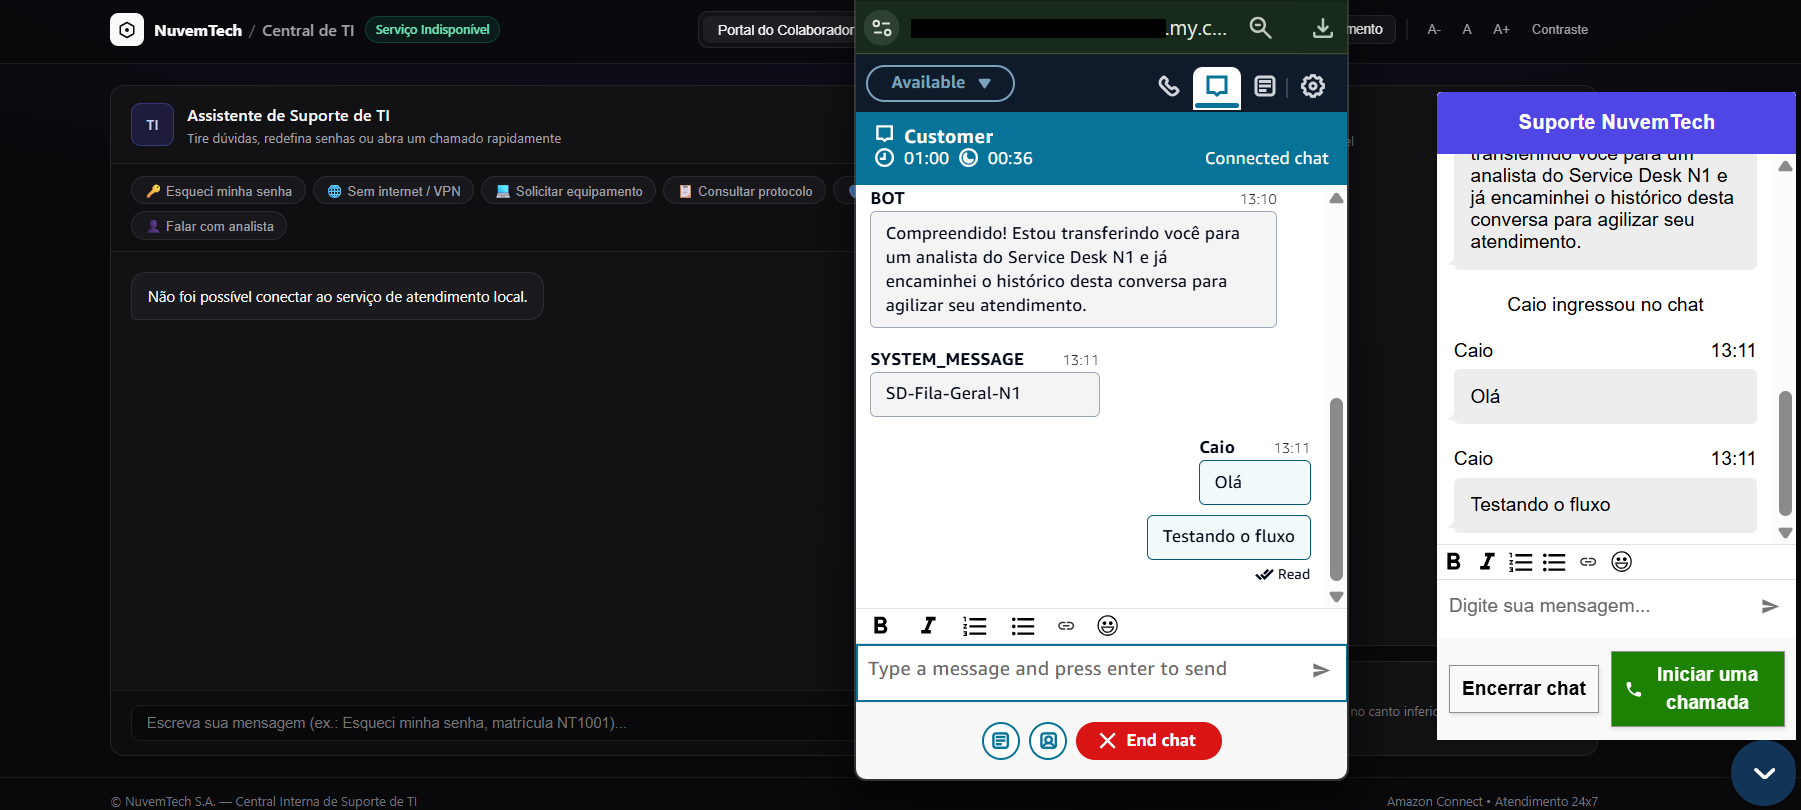 NuvemTech / Central de TI
Serviço Indisponível
Portal do Colaborador
mento
A-
A
A+
Contraste
TI
Assistente de Suporte de TI
Tire dúvidas, redefina senhas ou abra um chamado rapidamente
Esqueci minha senha
Sem internet / VPN
Solicitar equipamento
Consultar protocolo
Falar com analista
Não foi possível conectar ao serviço de atendimento local.
Escreva sua mensagem (ex.: Esqueci minha senha, matrícula NT1001)...
© NuvemTech S.A. — Central Interna de Suporte de TI
.my.c...
Available
Customer
01:00
00:36
Connected chat
BOT
13:10
Compreendido! Estou transferindo você para
um analista do Service Desk N1 e já
encaminhei o histórico desta conversa para
agilizar seu atendimento.
SYSTEM_MESSAGE
13:11
SD-Fila-Geral-N1
Caio
13:11
Olá
Testando o fluxo
Read
Type a message and press enter to send
End chat
el
no canto inferio
Suporte NuvemTech
transferindo você para um
analista do Service Desk N1 e
já encaminhei o histórico desta
conversa para agilizar seu
atendimento.
Caio ingressou no chat
Caio
13:11
Olá
Caio
13:11
Testando o fluxo
Digite sua mensagem...
Encerrar chat
Iniciar uma
chamada
Amazon Connect • Atendimento 24x7